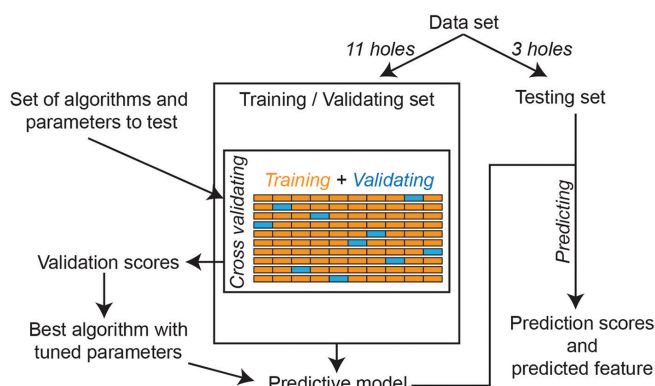 Data set
11 holes
3 holes
Training / Validating set
Testing set
Set of algorithms and
parameters to test
Cross validating
Training + Validating
Predicting
Validation scores
Best algorithm with
tuned parameters
Prediction scores
and
predicted feature
Predictive model